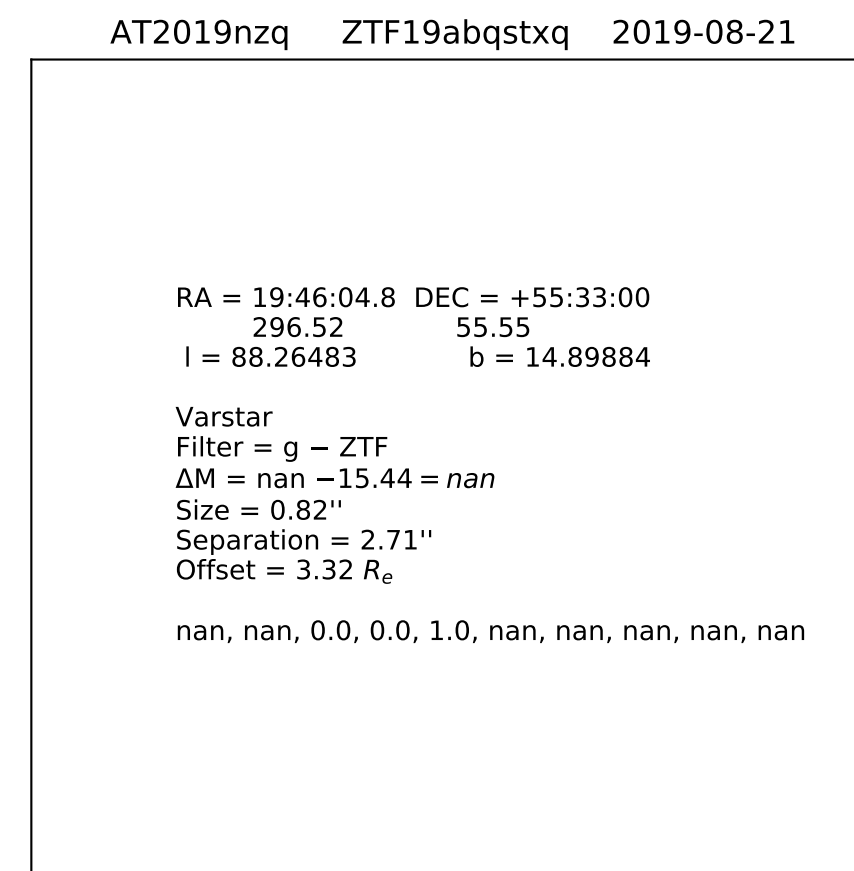 AT2019nzq ZTF19abqstxq 2019-08-21
RA = 19:46:04.8 DEC = +55:33:00
296.52 55.55
l = 88.26483 b = 14.89884
Varstar
Filter = g − ZTF
ΔM = nan −15.44 = nan
Size = 0.82''
Separation = 2.71''
Offset = 3.32 Re
nan, nan, 0.0, 0.0, 1.0, nan, nan, nan, nan, nan